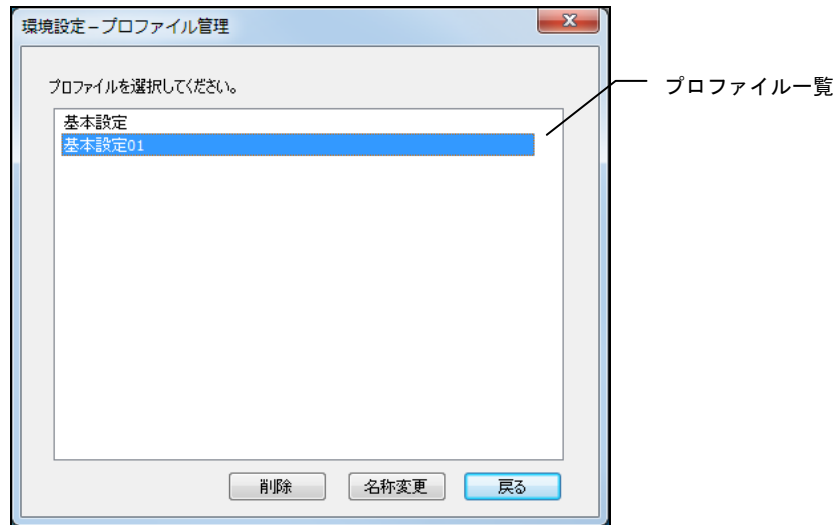 環境設定－プロファイル管理
プロファイルを選択してください。
プロファイル一覧
基本設定
基本設定01
削除
名称変更
戻る